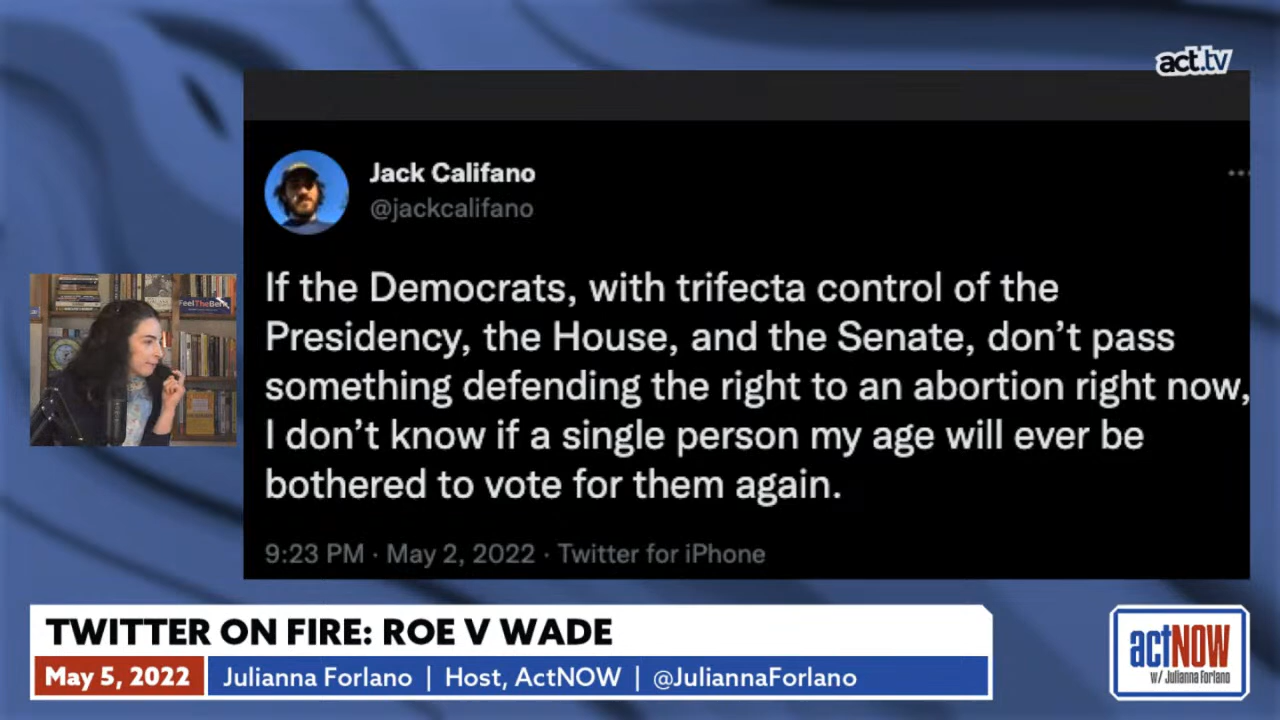 act.tv
Jack Califano
@jackcalifano
If the Democrats, with trifecta control of the
Presidency, the House, and the Senate, don’t pass
something defending the right to an abortion right now,
I don’t know if a single person my age will ever be
bothered to vote for them again.
9:23 PM · May 2, 2022 · Twitter for iPhone
FeelTheBern
TWITTER ON FIRE: ROE V WADE
May 5, 2022 Julianna Forlano | Host, ActNOW | @JuliannaForlano
actNOW
w/ Julianna Forlano